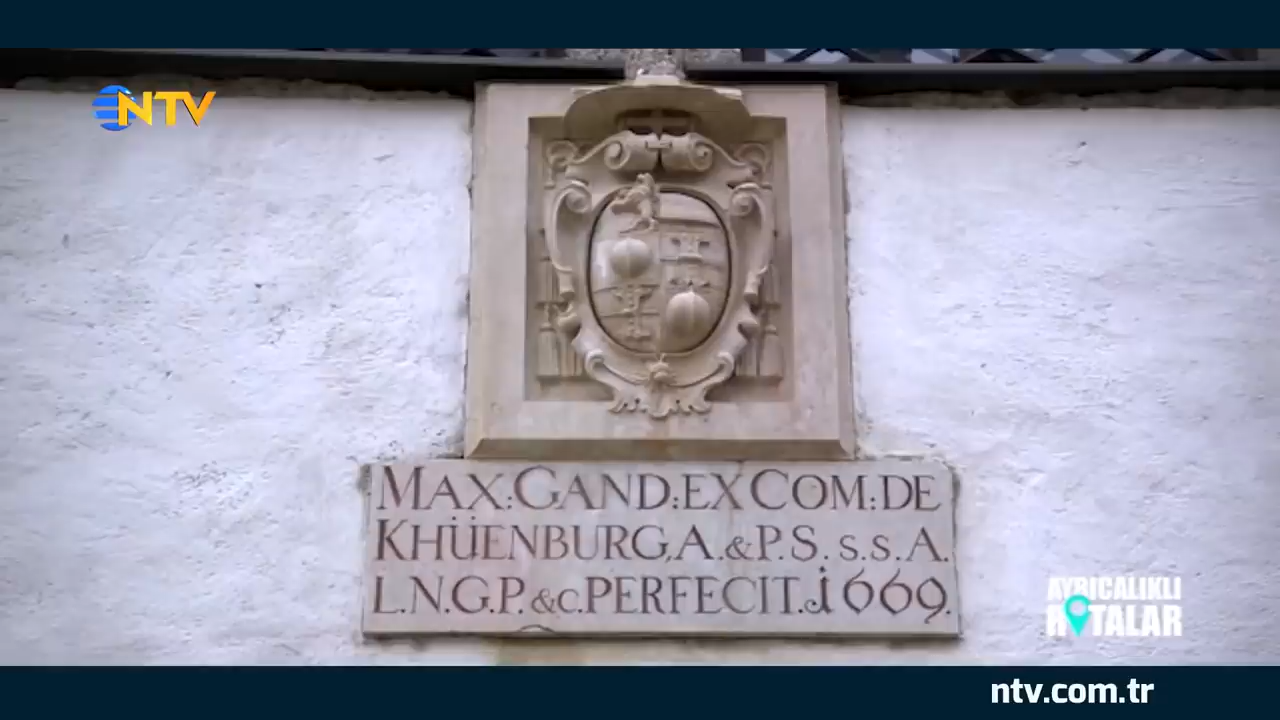 NTV
MAX:GAND:EX COM:DE
KHÜENBURG,A.&P.S. S.S.A.
L.N.G.P.&C.PERFECIT.1669.
AYRICALIKLI
ROTALAR
ntv.com.tr